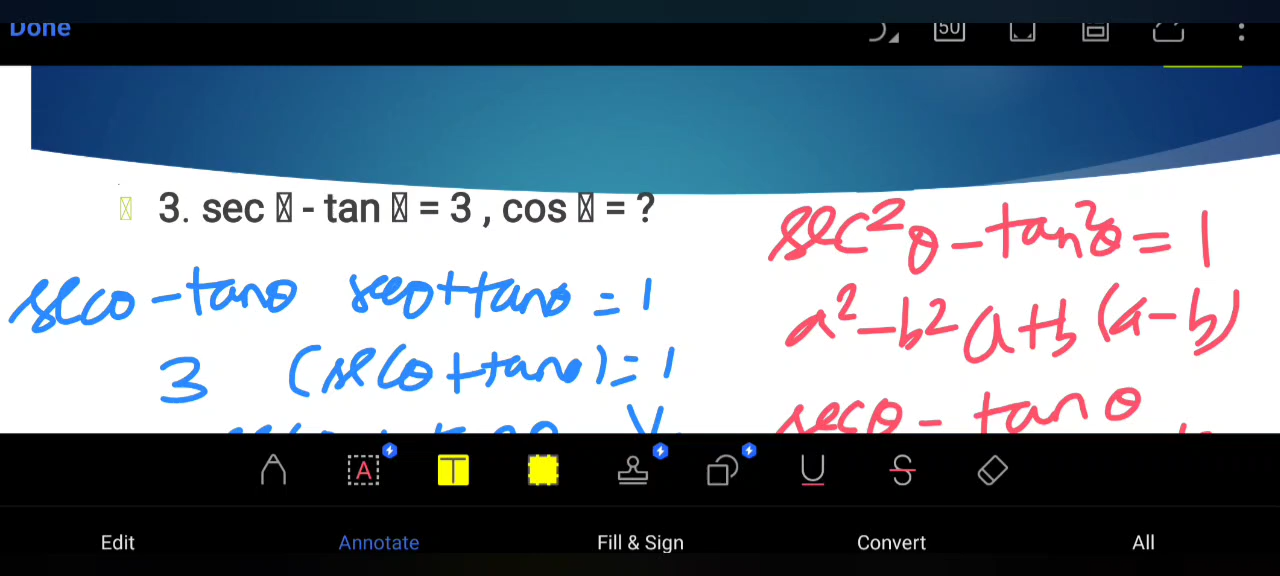 Done
50
3. sec - tan = 3 , cos = ?
sec²θ - tan²θ = 1
secθ - tanθ secθ + tanθ = 1
a² - b² a + b (a - b)
3 (secθ + tanθ) = 1
secθ - tan θ
A T U S
Edit Annotate Fill & Sign Convert All